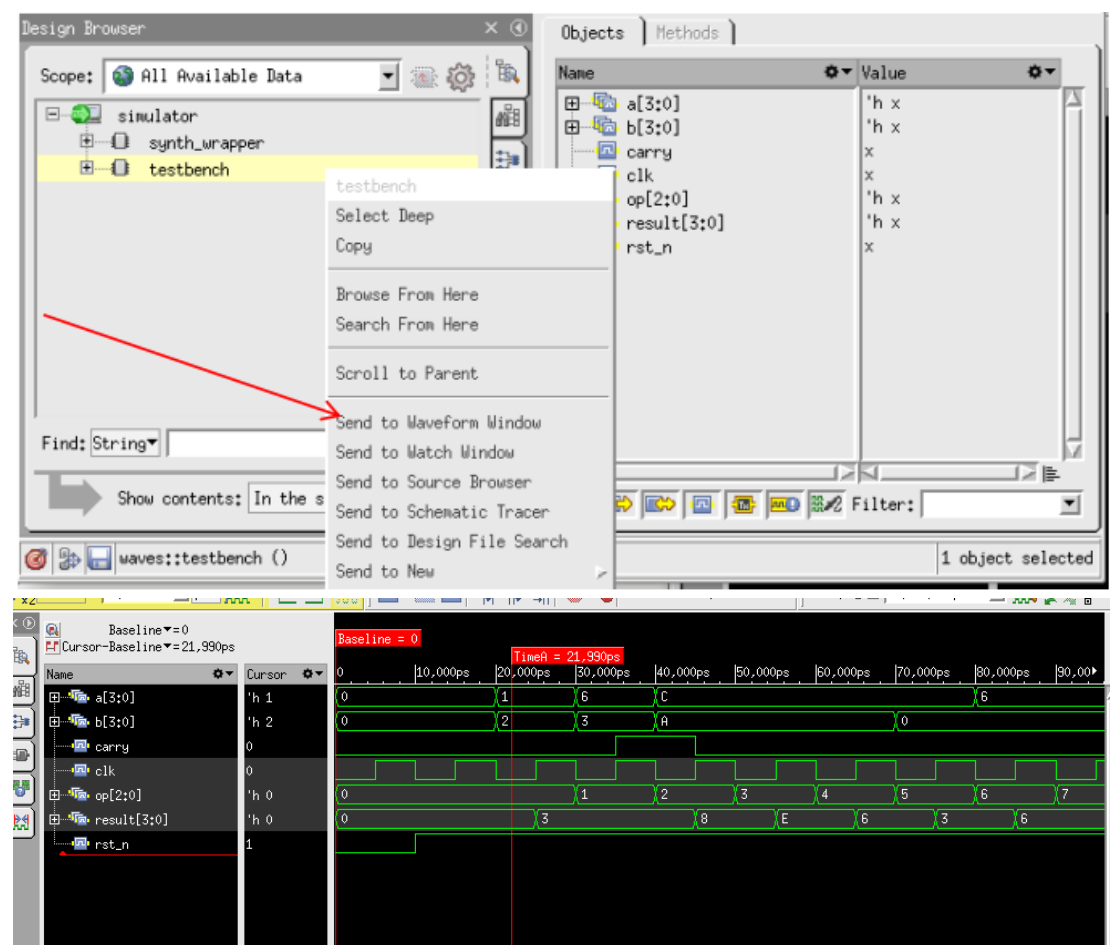 Design Browser
Objects Methods
Scope: All Available Data
Name Value
simulator
synth_wrapper
testbench
a[3:0] 'h x
b[3:0] 'h x
carry x
clk x
op[2:0] 'h x
result[3:0] 'h x
rst_n x
testbench
Select Deep
Copy
Browse From Here
Search From Here
Scroll to Parent
Send to Waveform Window
Send to Watch Window
Send to Source Browser
Send to Schematic Tracer
Send to Design File Search
Send to New
Find: String
Show contents: In the s
Filter:
waves::testbench ()
1 object selected
x2
Baseline=0
Cursor-Baseline=21,990ps
Baseline = 0
TimeA = 21,990ps
Name Cursor
0 10,000ps 20,000ps 30,000ps 40,000ps 50,000ps 60,000ps 70,000ps 80,000ps 90,00
a[3:0] 'h 1 0 1 6 C 6
b[3:0] 'h 2 0 2 3 A 0
carry 0
clk 0
op[2:0] 'h 0 0 1 2 3 4 5 6 7
result[3:0] 'h 0 0 3 8 E 6 3 6
rst_n 1